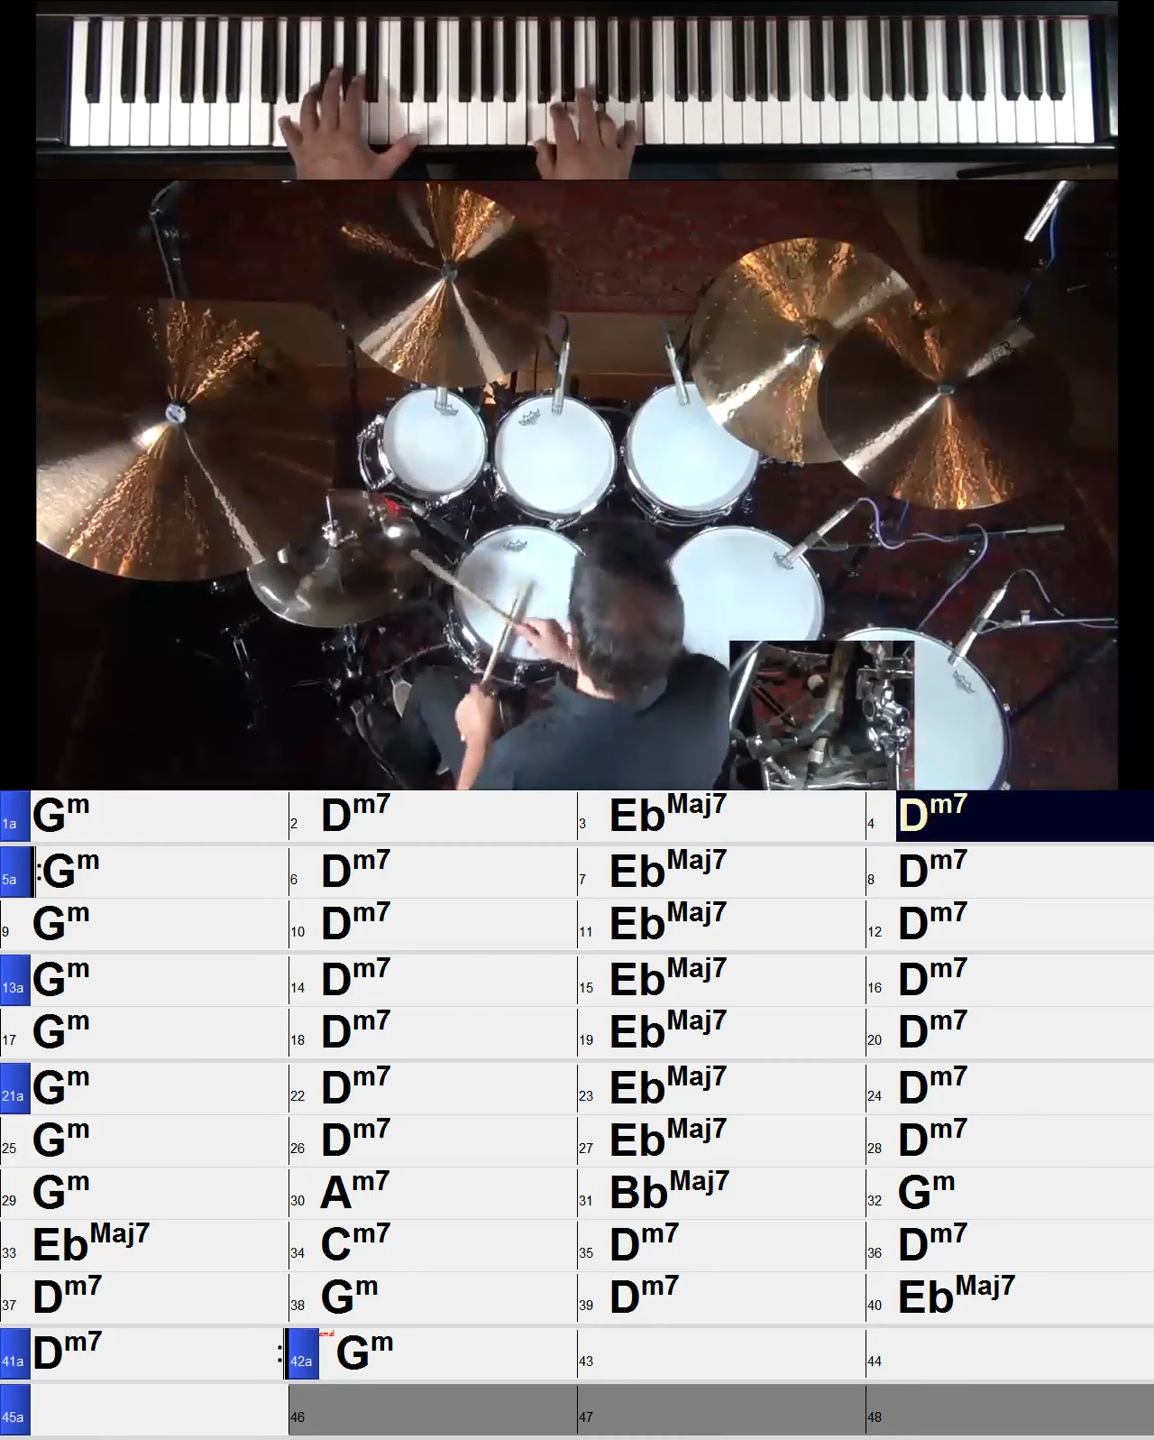 1a Gm 2 Dm7 3 EbMaj7 4 Dm7
5a :Gm 6 Dm7 7 EbMaj7 8 Dm7
9 Gm 10 Dm7 11 EbMaj7 12 Dm7
13a Gm 14 Dm7 15 EbMaj7 16 Dm7
17 Gm 18 Dm7 19 EbMaj7 20 Dm7
21a Gm 22 Dm7 23 EbMaj7 24 Dm7
25 Gm 26 Dm7 27 EbMaj7 28 Dm7
29 Gm 30 Am7 31 BbMaj7 32 Gm
33 EbMaj7 34 Cm7 35 Dm7 36 Dm7
37 Dm7 38 Gm 39 Dm7 40 EbMaj7
41a Dm7 : 42a Gm 43 44
45a 46 47 48